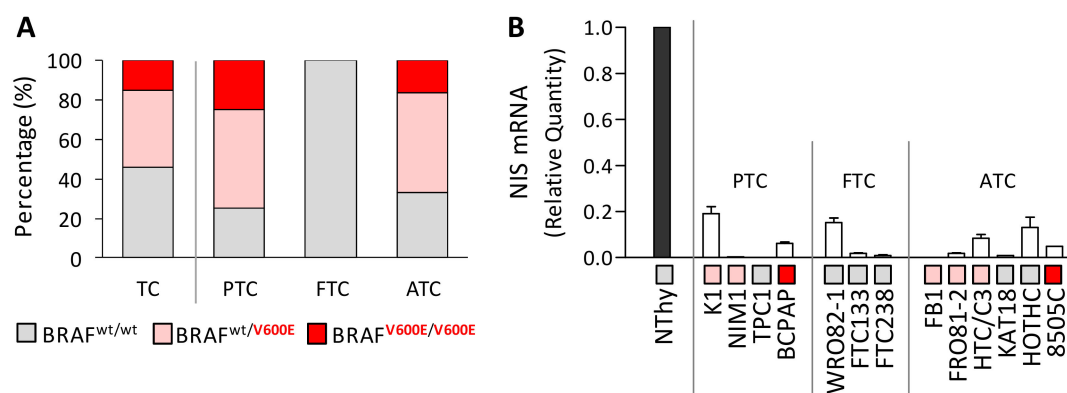 A
Percentage (%)
100
80
60
40
20
0
TC
PTC
FTC
ATC
BRAFwt/wt
BRAFwt/V600E
BRAFV600E/V600E
B
NIS mRNA
(Relative Quantity)
1.0
0.8
0.6
0.4
0.2
0.0
PTC
FTC
ATC
NThy
K1
NIM1
TPC1
BCPAP
WRO82-1
FTC133
FTC238
FB1
FRO81-2
HTC/C3
KAT18
HOTHC
8505C